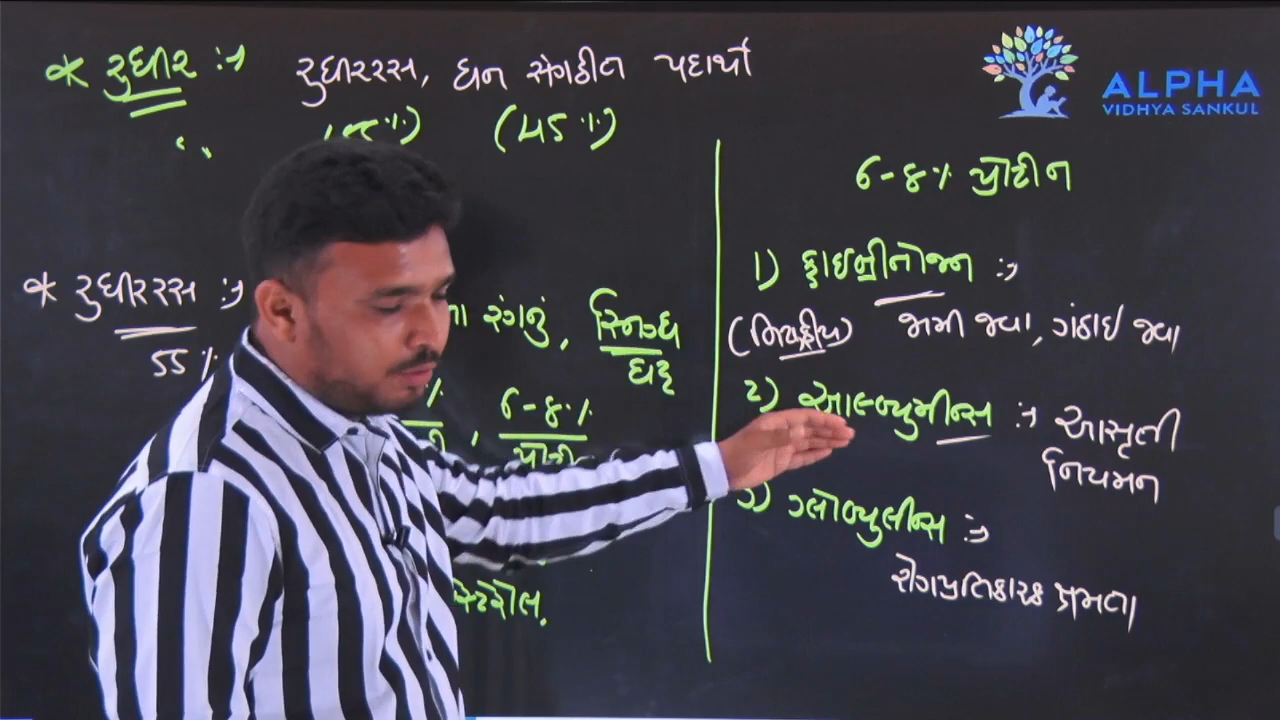 * રુધીર :→ રુધીરરસ, ઘન સંગઠીન પદાર્થો
(45%)
* રુધીરરસ :→
રંગનું, સ્નિગ્ધ
ઘટ્ટ
55%
%, 6-8%
સ્ટેરોલ.
ALPHA
VIDHYA SANKUL
6-8% પ્રોટીન
1) ફાઇબ્રીનોજન :→
(નિષ્ક્રીય) જામી જવા, ગંઠાઇ જવા
2) આલ્બ્યુમીન્સ :→ આસૃતી
નિયમન
3) ગ્લોબ્યુલીન્સ :→
રોગપ્રતિકારક ક્ષમતા